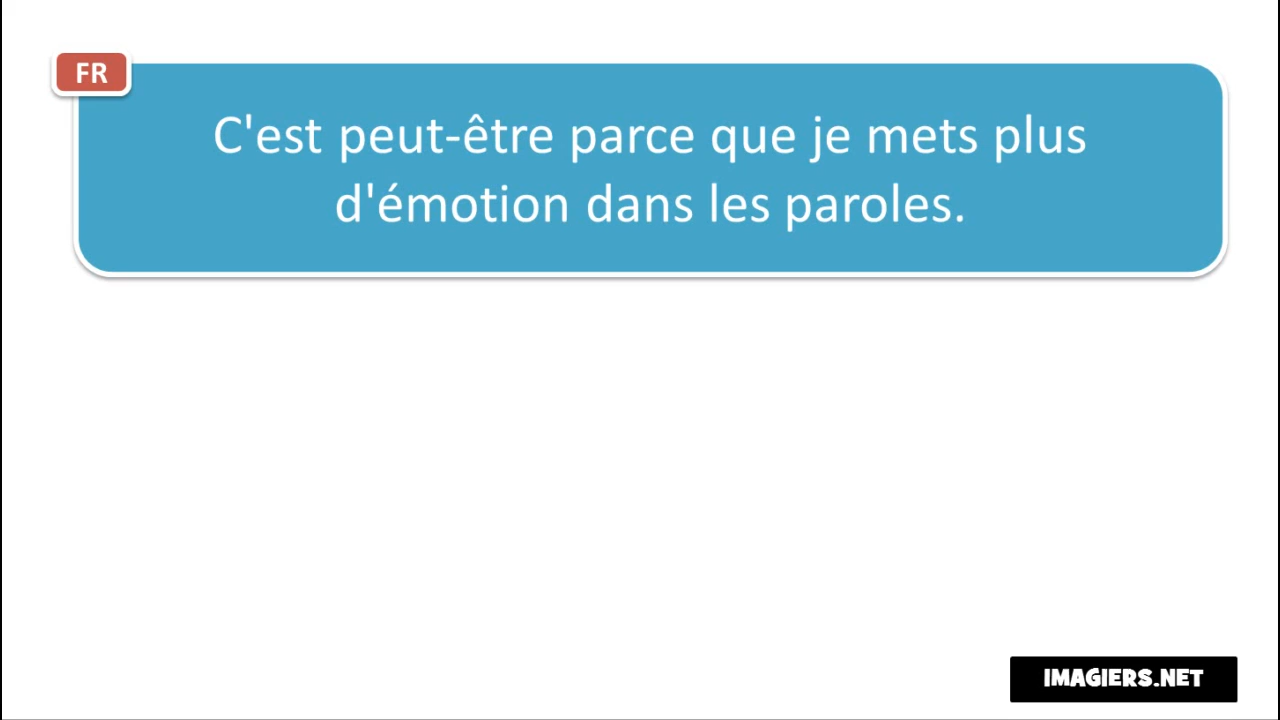 FR
C'est peut-être parce que je mets plus
d'émotion dans les paroles.
IMAGIERS.NET